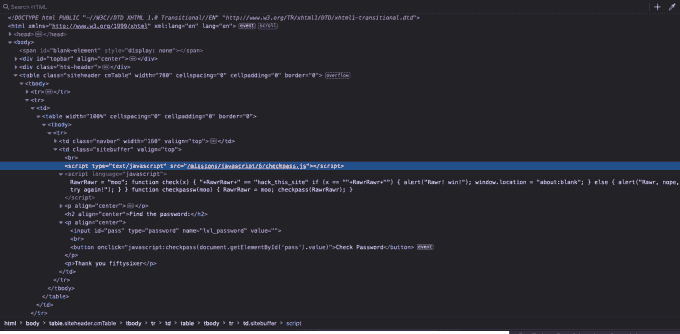 Search HTML
<!DOCTYPE html PUBLIC "-//W3C//DTD XHTML 1.0 Transitional//EN" "http://www.w3.org/TR/xhtml1/DTD/xhtml1-transitional.dtd">
<html xmlns="http://www.w3.org/1999/xhtml" xml:lang="en" lang="en"> event scroll
<head></head>
<body>
<span id="blank-element" style="display: none"></span>
<div id="topbar" align="center"></div>
<div class="hts-header"></div>
<table class="siteheader cmTable" width="780" cellspacing="0" cellpadding="0" border="0"> overflow
<tbody>
<tr></tr>
<tr>
<td>
<table width="100%" cellspacing="0" cellpadding="0" border="0">
<tbody>
<tr>
<td class="navbar" width="160" valign="top"></td>
<td class="sitebuffer" valign="top">
<br>
<script type="text/javascript" src="/missions/javascript/6/checkpass.js"></script>
<script language="javascript">
RawrRawr = "moo"; function check(x) { "+RawrRawr+" == "hack_this_site" if (x == ""+RawrRawr+"") { alert("Rawr! win!"); window.location = "about:blank"; } else { alert("Rawr, nope,
try again!"); } } function checkpassw(moo) { RawrRawr = moo; checkpass(RawrRawr); }
</script>
<p align="center"></p>
<h2 align="center">Find the password:</h2>
<p align="center">
<input id="pass" type="password" name="lvl_password" value="">
<br>
<button onclick="javascript:checkpass(document.getElementById('pass').value)">Check Password</button> event
</p>
<p>Thank you fiftysixer</p>
</td>
</tr>
</tbody>
</table>
</td>
</tr>
html > body > table.siteheader.cmTable > tbody > tr > td > table > tbody > tr > td.sitebuffer > script